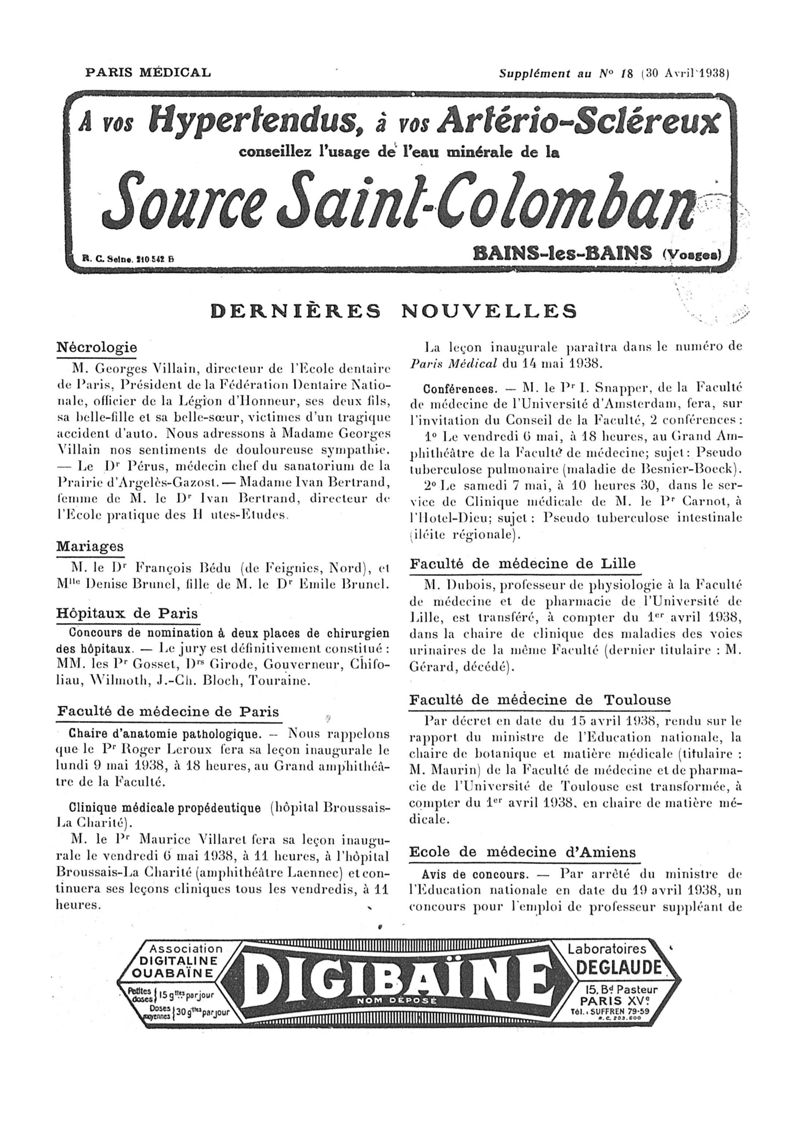 PARIS MÉDICAL
Supplément au N° 18 (30 Avril 1938)
A vos Hypertendus, à vos Artério-Scléreux
conseillez l'usage de l'eau minérale de la
Source Saint-Colomban
R. C. Seine. 210 542 B
BAINS-les-BAINS (Vosges)
DERNIÈRES NOUVELLES
Nécrologie
M. Georges Villain, directeur de l'Ecole dentaire
de Paris, Président de la Fédération Dentaire Natio-
nale, officier de la Légion d'Honneur, ses deux fils,
sa belle-fille et sa belle-sœur, victimes d'un tragique
accident d'auto. Nous adressons à Madame Georges
Villain nos sentiments de douloureuse sympathie.
— Le Dr Pérus, médecin chef du sanatorium de la
Prairie d'Argelès-Gazost. — Madame Ivan Bertrand,
femme de M. le Dr Ivan Bertrand, directeur de
l'Ecole pratique des H utes-Etudes.
Mariages
M. le Dr François Bédu (de Feignies, Nord), et
Mlle Denise Brunel, fille de M. le Dr Emile Brunel.
Hôpitaux de Paris
Concours de nomination à deux places de chirurgien
des hôpitaux. — Le jury est définitivement constitué :
MM. les Pr Gosset, Drs Girode, Gouverneur, Chifo-
liau, Wilmoth, J.-Ch. Bloch, Touraine.
Faculté de médecine de Paris
Chaire d'anatomie pathologique. — Nous rappelons
que le Pr Roger Leroux fera sa leçon inaugurale le
lundi 9 mai 1938, à 18 heures, au Grand amphithéâ-
tre de la Faculté.
Clinique médicale propédeutique (hôpital Broussais-
La Charité).
M. le Pr Maurice Villaret fera sa leçon inaugu-
rale le vendredi 6 mai 1938, à 11 heures, à l'hôpital
Broussais-La Charité (amphithéâtre Laennec) et con-
tinuera ses leçons cliniques tous les vendredis, à 11
heures.
La leçon inaugurale paraîtra dans le numéro de
Paris Médical du 14 mai 1938.
Conférences. — M. le Pr I. Snapper, de la Faculté
de médecine de l'Université d'Amsterdam, fera, sur
l'invitation du Conseil de la Faculté, 2 conférences :
1° Le vendredi 6 mai, à 18 heures, au Grand Am-
phithéâtre de la Faculté de médecine; sujet : Pseudo
tuberculose pulmonaire (maladie de Besnier-Boeck).
2° Le samedi 7 mai, à 10 heures 30, dans le ser-
vice de Clinique médicale de M. le Pr Carnot, à
l'Hotel-Dieu; sujet : Pseudo tuberculose intestinale
(iléite régionale).
Faculté de médecine de Lille
M. Dubois, professeur de physiologie à la Faculté
de médecine et de pharmacie de l'Université de
Lille, est transféré, à compter du 1er avril 1938,
dans la chaire de clinique des maladies des voies
urinaires de la même Faculté (dernier titulaire : M.
Gérard, décédé).
Faculté de médecine de Toulouse
Par décret en date du 15 avril 1938, rendu sur le
rapport du ministre de l'Education nationale, la
chaire de botanique et matière médicale (titulaire :
M. Maurin) de la Faculté de médecine et de pharma-
cie de l'Université de Toulouse est transformée, à
compter du 1er avril 1938, en chaire de matière mé-
dicale.
Ecole de médecine d'Amiens
Avis de concours. — Par arrêté du ministre de
l'Education nationale en date du 19 avril 1938, un
concours pour l'emploi de professeur suppléant de
Association
DIGITALINE
OUABAÏNE
Petites doses } 15 gttes par jour
Doses moyennes } 30 gttes par jour
DIGIBAÏNE
NOM DÉPOSÉ
Laboratoires
DEGLAUDE
15, Bd Pasteur
PARIS XVe
Tél. : SUFFREN 79-59
R. C. 203.600